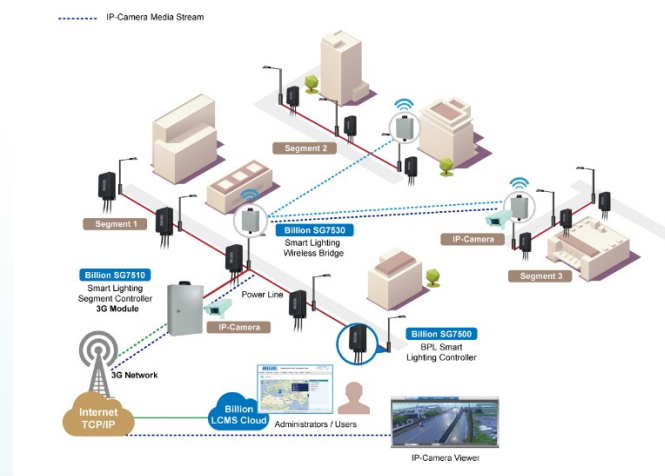 IP-Camera Media Stream
Segment 2
Segment 1
Billion SG7530
Smart Lighting
Wireless Bridge
IP-Camera
Segment 3
Billion SG7510
Smart Lighting
Segment Controller
3G Module
Power Line
IP-Camera
Billion SG7500
BPL Smart
Lighting Controller
3G Network
Internet
TCP/IP
Billion
LCMS Cloud
Administrators / Users
IP-Camera Viewer